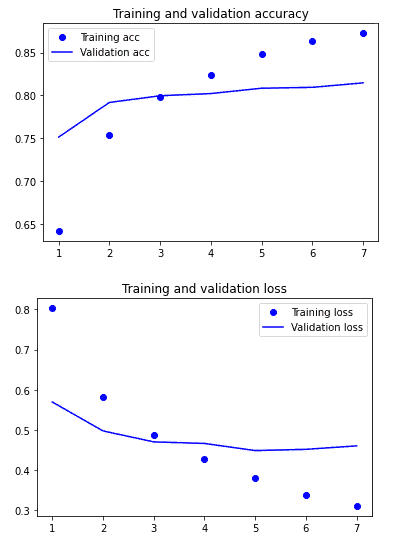 Training and validation accuracy
Training acc
Validation acc
0.85
0.80
0.75
0.70
0.65
1 2 3 4 5 6 7
Training and validation loss
Training loss
Validation loss
0.8
0.7
0.6
0.5
0.4
0.3
1 2 3 4 5 6 7